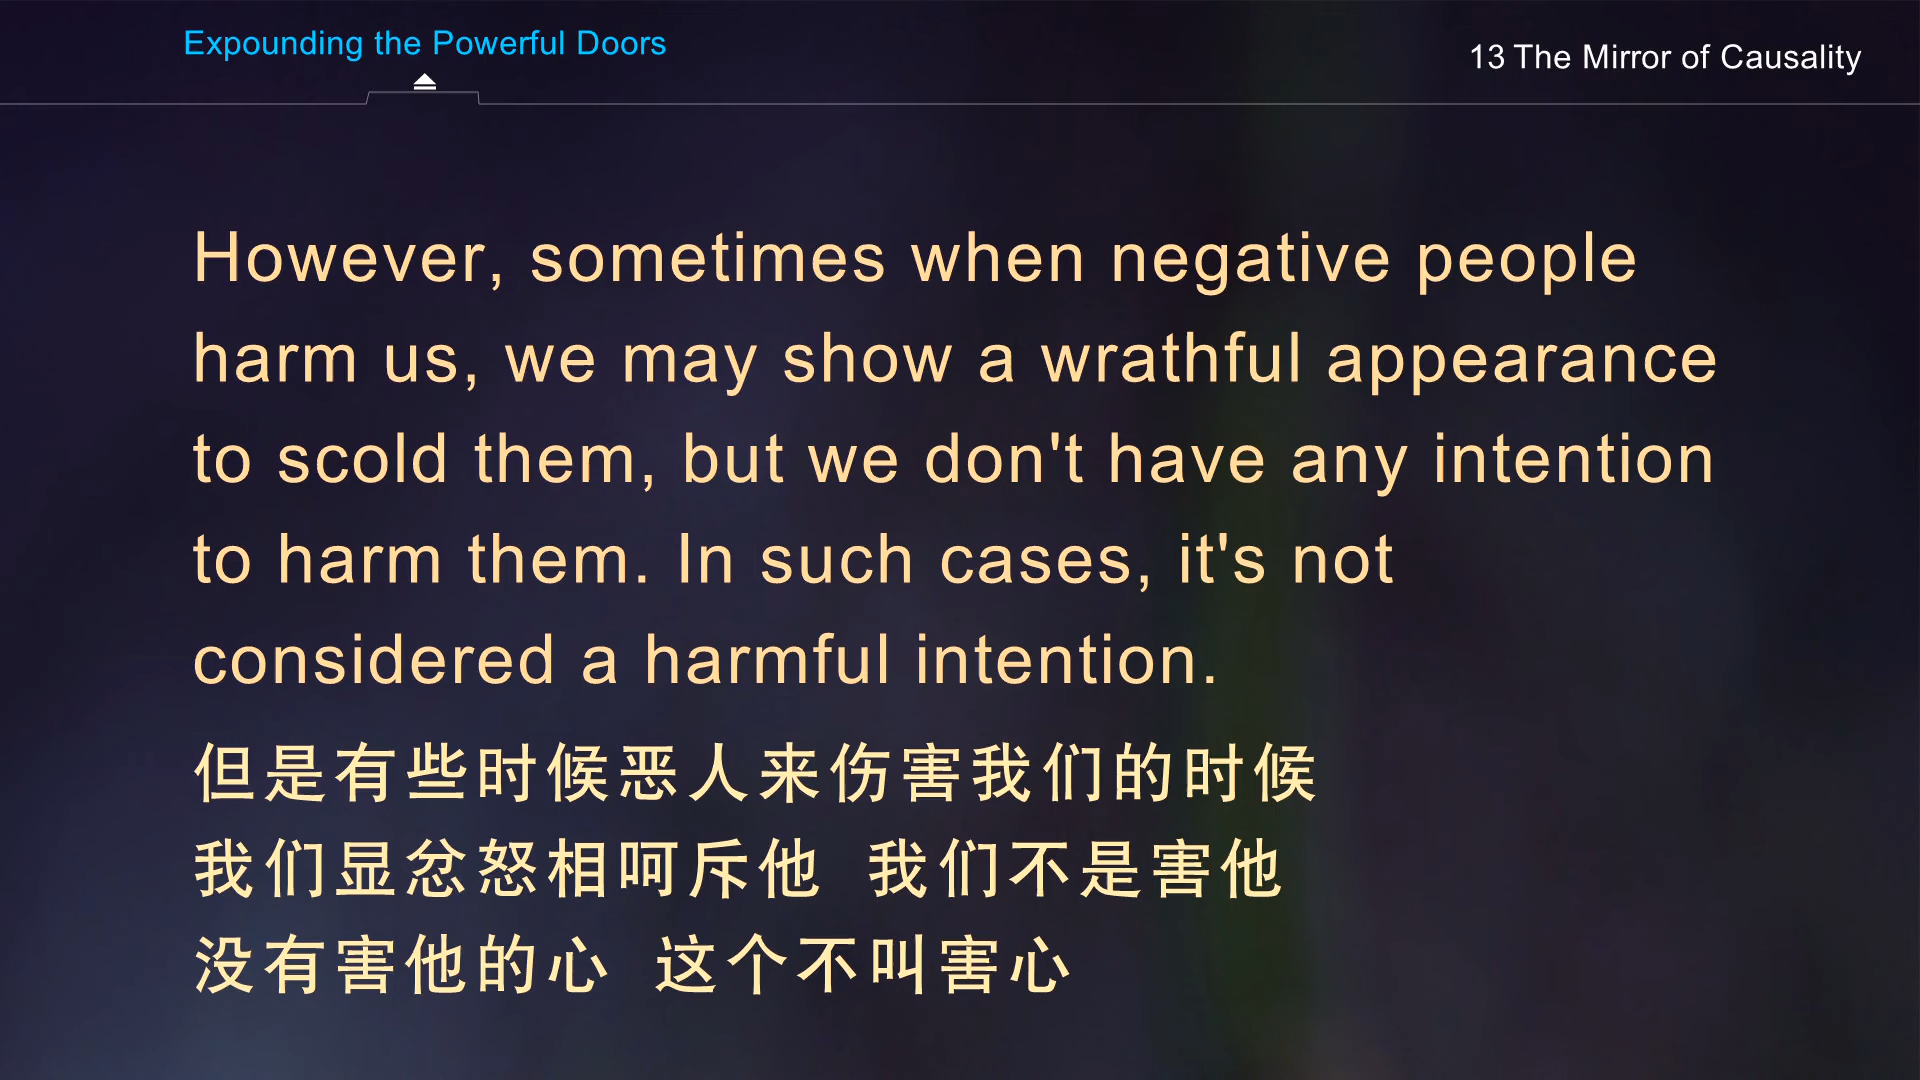 Expounding the Powerful Doors
13 The Mirror of Causality
However, sometimes when negative people
harm us, we may show a wrathful appearance
to scold them, but we don't have any intention
to harm them. In such cases, it's not
considered a harmful intention.
但是有些时候恶人来伤害我们的时候
我们显忿怒相呵斥他 我们不是害他
没有害他的心 这个不叫害心